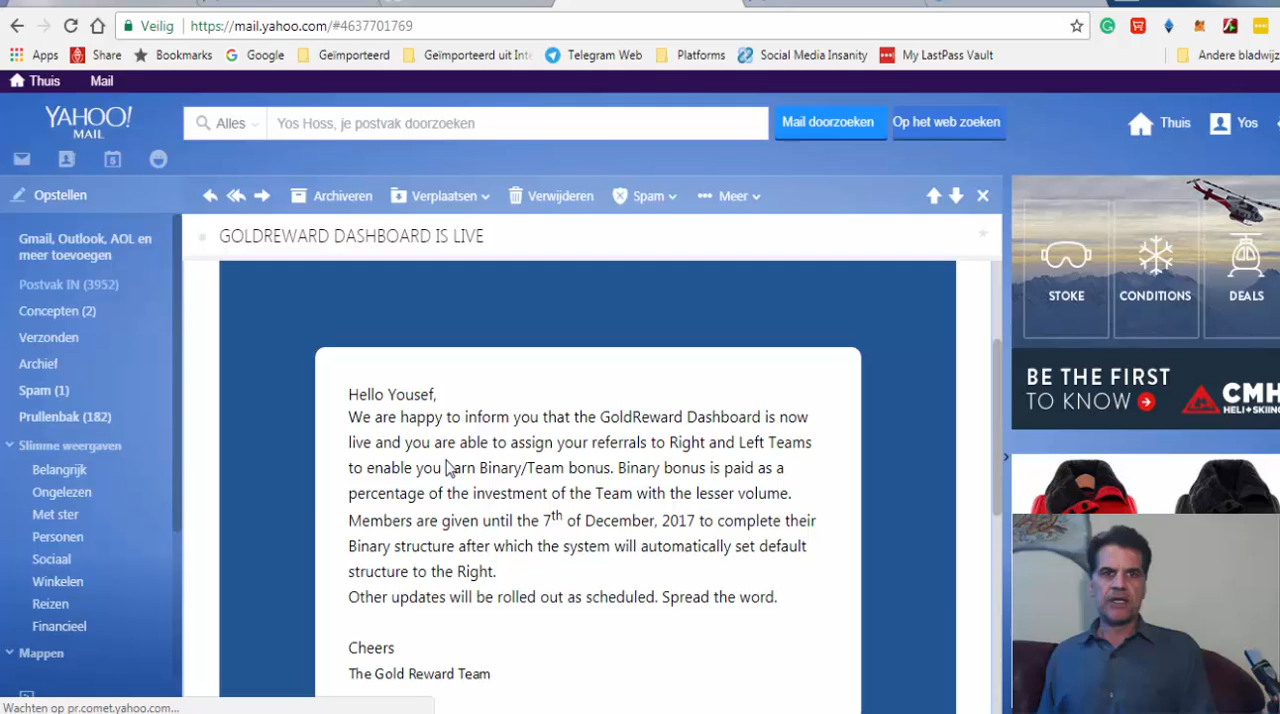 Veilig https://mail.yahoo.com/#4637701769
Apps Share Bookmarks Google Geïmporteerd Geïmporteerd uit Telegram Web Platforms Social Media Insanity My LastPass Vault Andere bladwijz
Thuis Mail
YAHOO! MAIL
Alles Yos Hoss, je postvak doorzoeken Mail doorzoeken Op het web zoeken Thuis Yos
Opstellen
Archiveren Verplaatsen Verwijderen Spam Meer
Gmail, Outlook, AOL en
meer toevoegen
Postvak IN (3952)
Concepten (2)
Verzonden
Archief
Spam (1)
Prullenbak (182)
Slimme weergaven
Belangrijk
Ongelezen
Met ster
Personen
Sociaal
Winkelen
Reizen
Financieel
Mappen
GOLDREWARD DASHBOARD IS LIVE
Hello Yousef,
We are happy to inform you that the GoldReward Dashboard is now
live and you are able to assign your referrals to Right and Left Teams
to enable you earn Binary/Team bonus. Binary bonus is paid as a
percentage of the investment of the Team with the lesser volume.
Members are given until the 7th of December, 2017 to complete their
Binary structure after which the system will automatically set default
structure to the Right.
Other updates will be rolled out as scheduled. Spread the word.
Cheers
The Gold Reward Team
STOKE CONDITIONS DEALS
BE THE FIRST
TO KNOW
CMH
HELI SKIING
Wachten op pr.comet.yahoo.com...